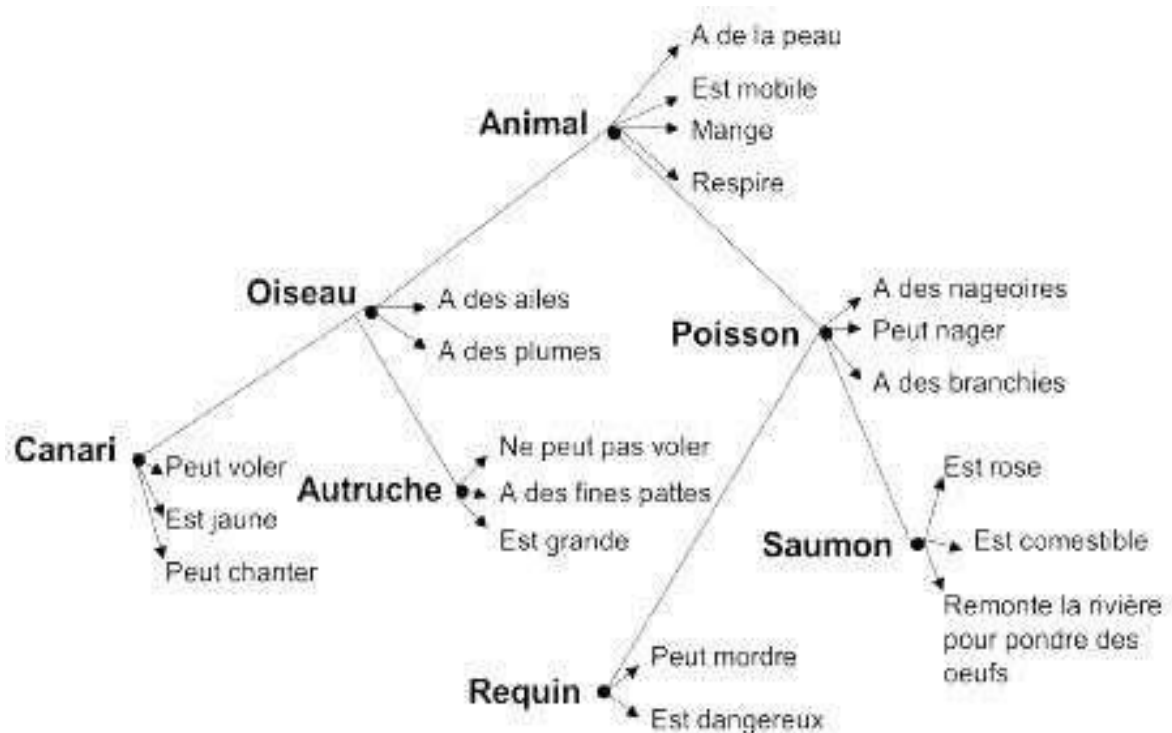 A de la peau
Est mobile
Animal
Mange
Respire
Oiseau
A des ailes
A des plumes
A des nageoires
Poisson
Peut nager
A des branchies
Canari
Peut voler
Est jaune
Peut chanter
Ne peut pas voler
Autruche
A des fines pattes
Est grande
Est rose
Saumon
Est comestible
Remonte la rivière
pour pondre des
oeufs
Peut mordre
Requin
Est dangereux